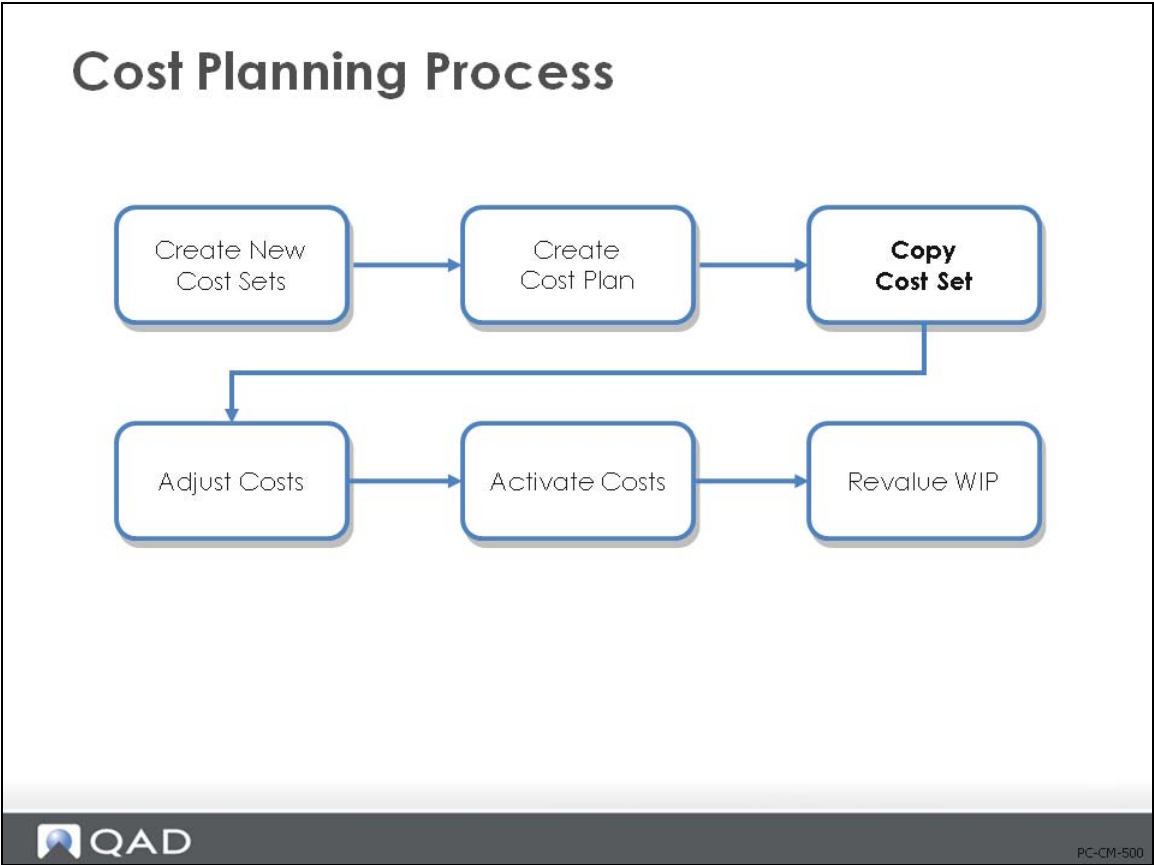 Cost Planning Process
Create New
Cost Sets
Create
Cost Plan
Copy
Cost Set
Adjust Costs
Activate Costs
Revalue WIP
QAD
PC-CM-500